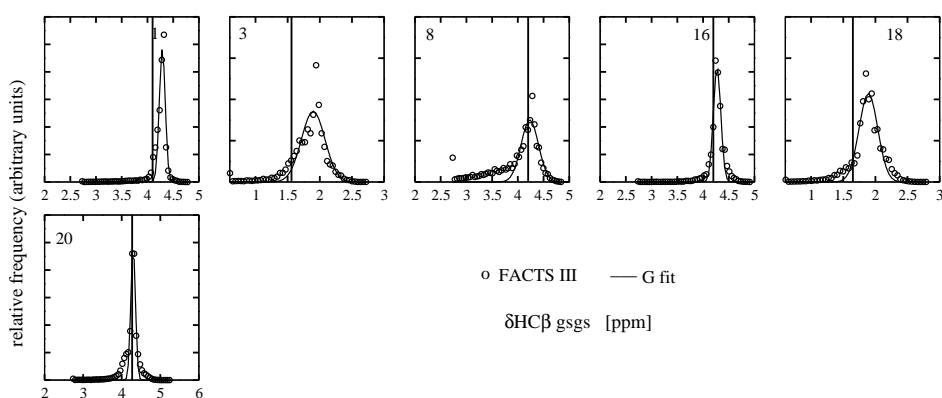 1
3
8
16
18
2 2.5 3 3.5 4 4.5 5
1 1.5 2 2.5 3
2 2.5 3 3.5 4 4.5 5
2 2.5 3 3.5 4 4.5 5
1 1.5 2 2.5 3
20
2 3 4 5 6
relative frequency (arbitrary units)
o FACTS III — G fit
δHCβ gsgs [ppm]